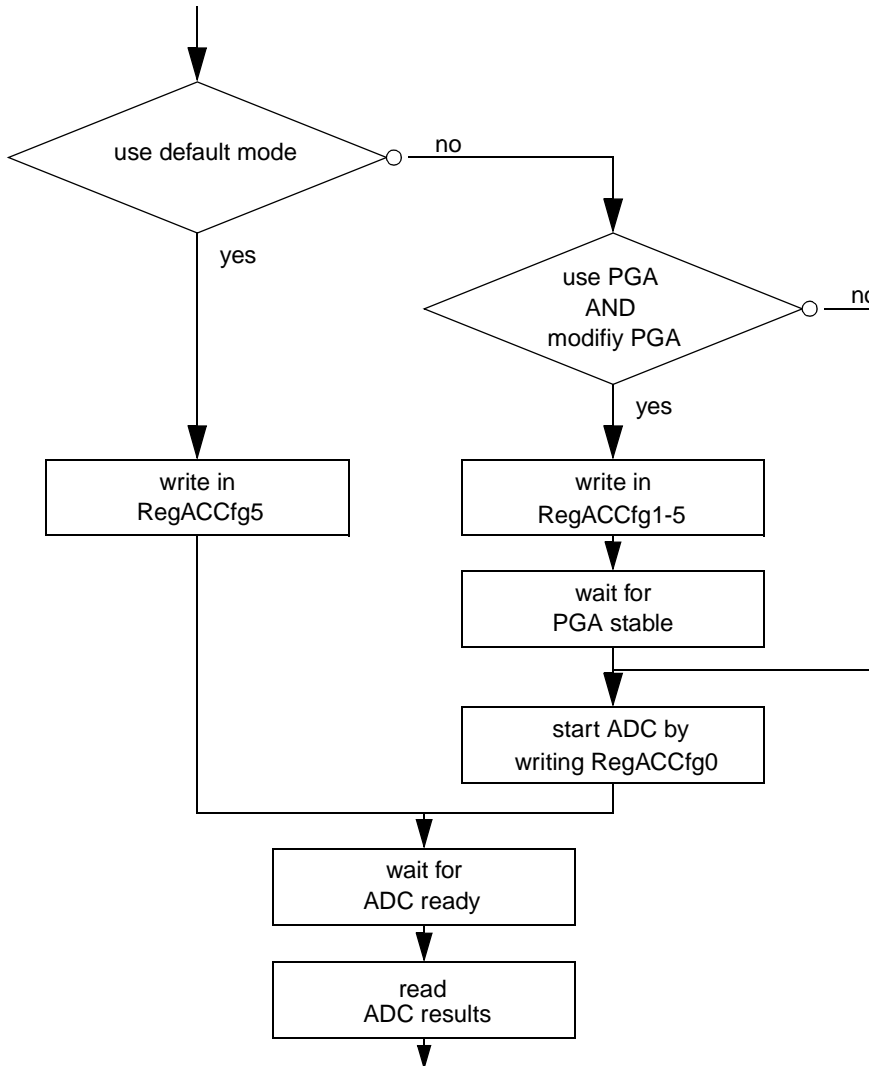 use default mode
no
yes
use PGA
AND
modifiy PGA
no
yes
write in
RegACCfg5
write in
RegACCfg1-5
wait for
PGA stable
start ADC by
writing RegACCfg0
wait for
ADC ready
read
ADC results